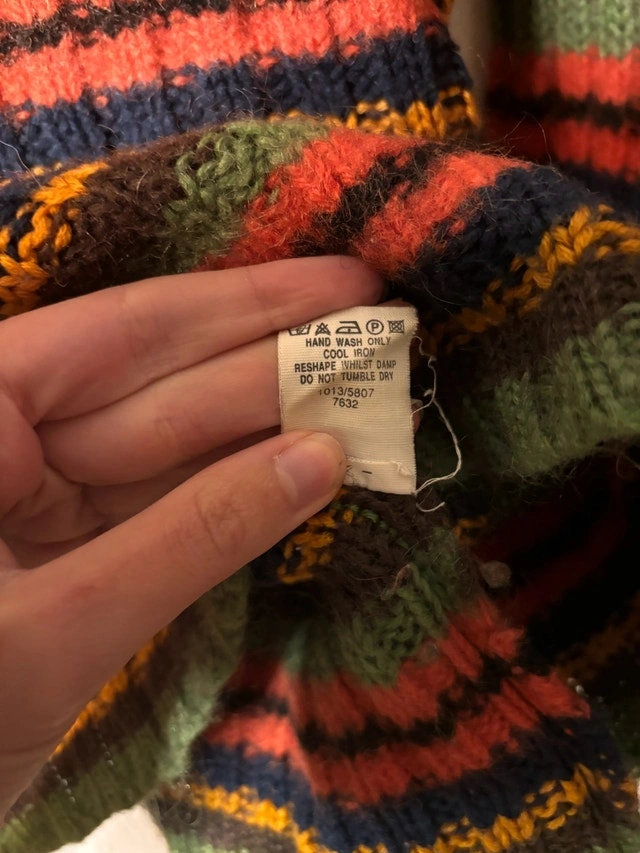 P
HAND WASH ONLY
COOL IRON
RESHAPE WHILST DAMP
DO NOT TUMBLE DRY
1013/5807
7632